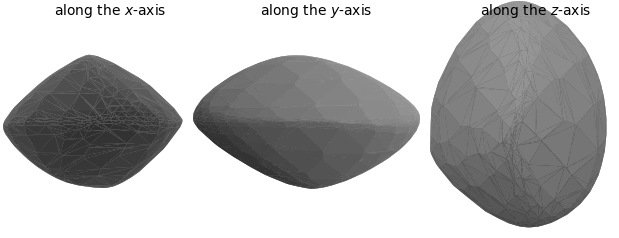 along the x-axis
along the y-axis
along the z-axis